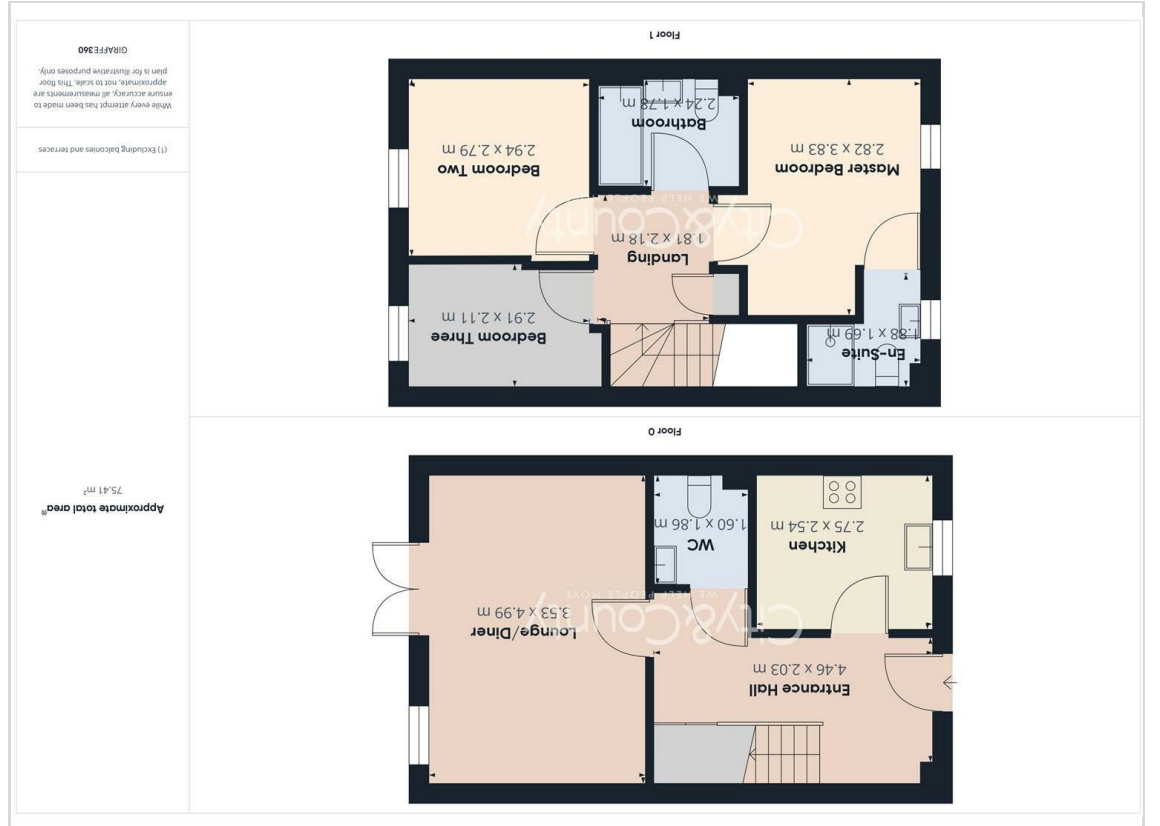 Entrance Hall
4.46 x 2.03 m
Lounge/Diner
3.53 x 4.99 m
City&County
WE HELP PEOPLE MOVE
Kitchen
2.75 x 2.54 m
WC
1.60 x 1.86 m
Floor 0
En-Suite
1.88 x 1.69 m
Bedroom Three
2.91 x 2.11 m
Landing
1.81 x 2.18 m
City&County
WE HELP PEOPLE
Master Bedroom
2.82 x 3.83 m
Bathroom
2.24 x 1.78 m
Bedroom Two
2.94 x 2.79 m
Floor 1
Approximate total area(1)
75.41 m²
(1) Excluding balconies and terraces
While every attempt has been made to
ensure accuracy, all measurements are
approximate, not to scale. This floor
plan is for illustrative purposes only.
GIRAFFE360